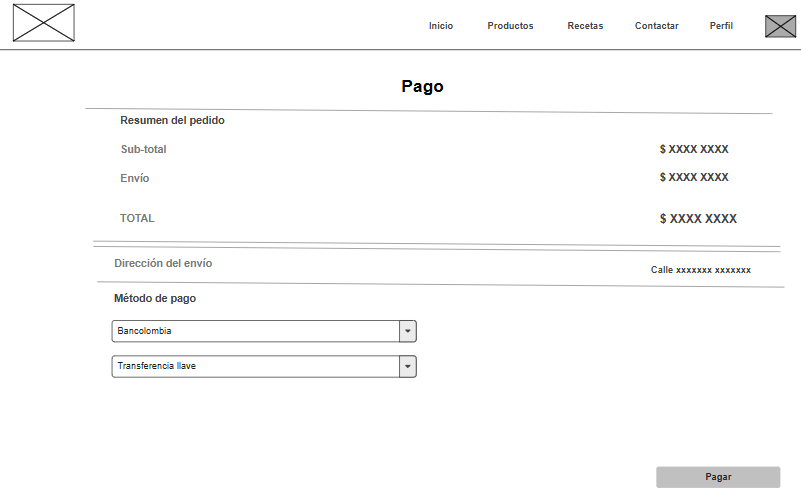 Inicio Productos Recetas Contactar Perfil
Pago
Resumen del pedido
Sub-total $ XXXX XXXX
Envío $ XXXX XXXX
TOTAL $ XXXX XXXX
Dirección del envío Calle xxxxxxx xxxxxxx
Método de pago
Bancolombia
Transferencia llave
Pagar